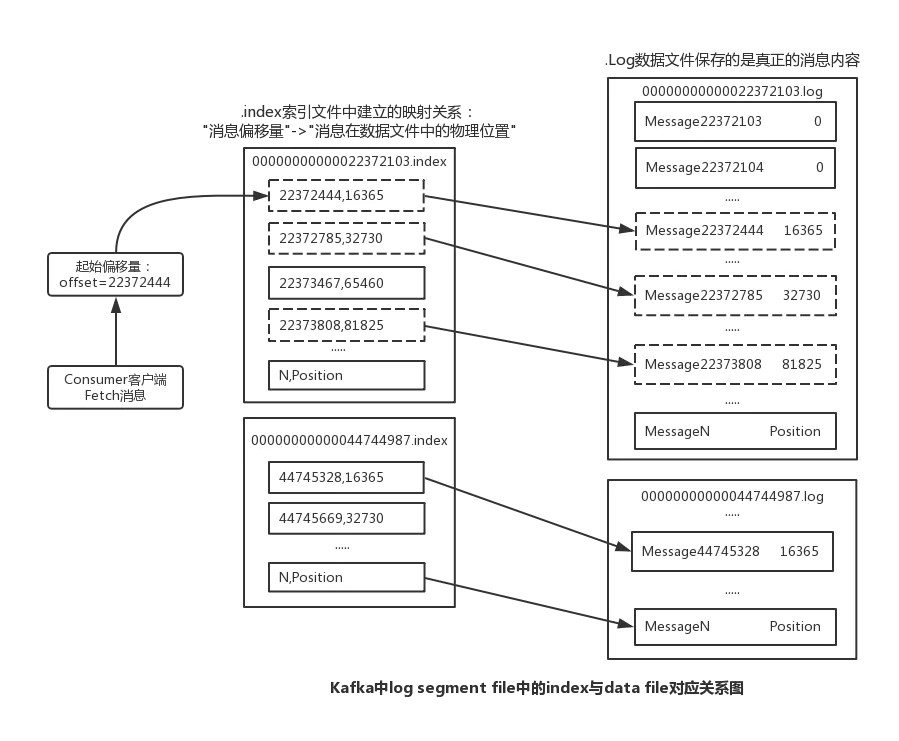 .Log数据文件保存的是真正的消息内容
00000000000022372103.log
Message22372103 0
Message22372104 0
.....
Message22372444 16365
.....
Message22372785 32730
.....
Message22373808 81825
.....
MessageN Position
.index索引文件中建立的映射关系：
"消息偏移量"->"消息在数据文件中的物理位置"
00000000000022372103.index
22372444,16365
22372785,32730
22373467,65460
22373808,81825
.....
N,Position
起始偏移量：
offset=22372444
Consumer客户端
Fetch消息
00000000000044744987.index
44745328,16365
44745669,32730
.....
N,Position
00000000000044744987.log
.....
Message44745328 16365
.....
MessageN Position
Kafka中log segment file中的index与data file对应关系图